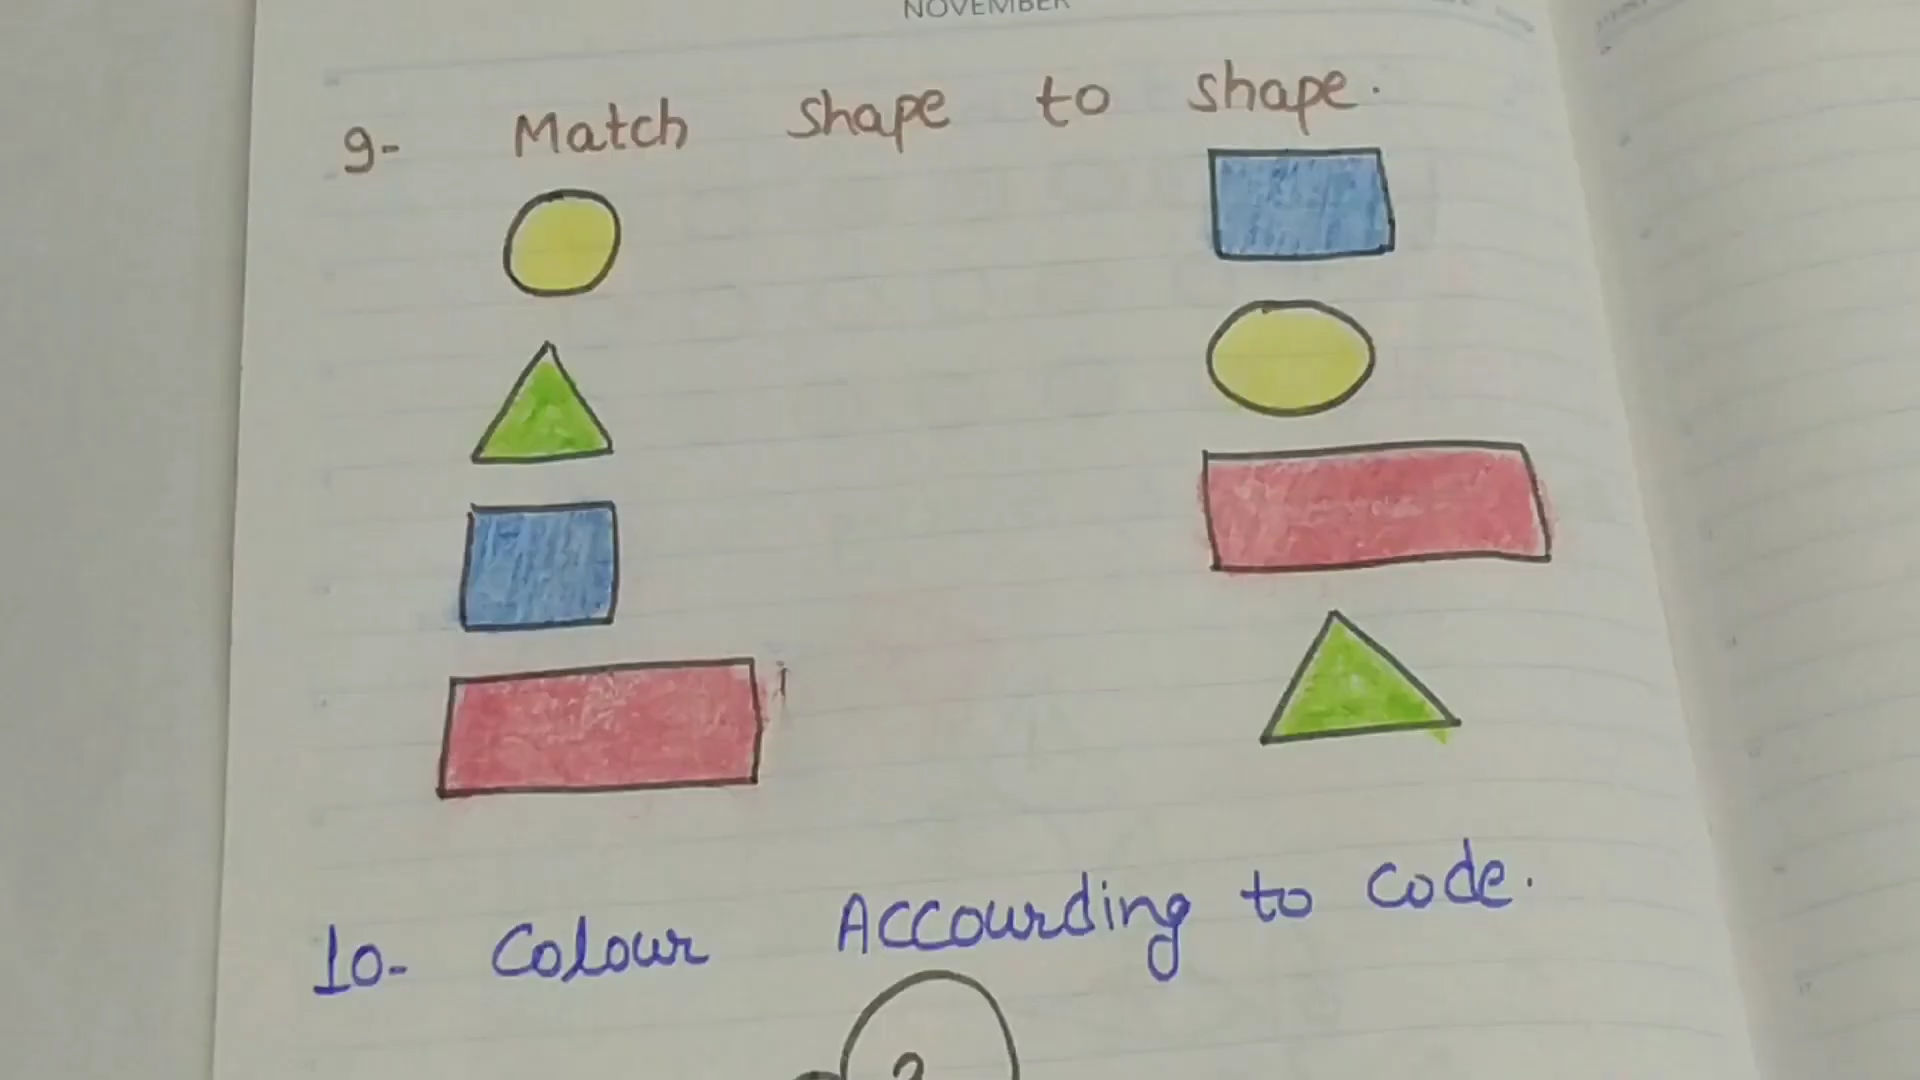 NOVEMBER
9- Match shape to shape.
10- Colour Accourding to code.